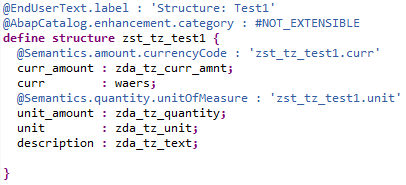 @EndUserText.label : 'Structure: Test1'
@AbapCatalog.enhancement.category : #NOT_EXTENSIBLE
define structure zst_tz_test1 {
  @Semantics.amount.currencyCode : 'zst_tz_test1.curr'
  curr_amount : zda_tz_curr_amnt;
  curr        : waers;
  @Semantics.quantity.unitOfMeasure : 'zst_tz_test1.unit'
  unit_amount : zda_tz_quantity;
  unit        : zda_tz_unit;
  description : zda_tz_text;

}